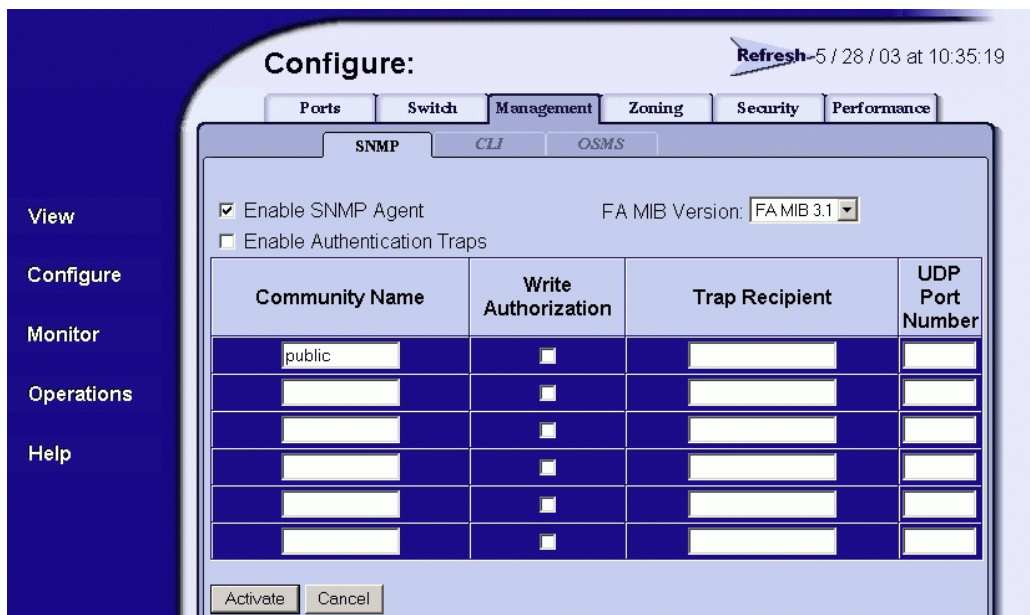 Configure:
Refresh-5 / 28 / 03 at 10:35:19
Ports Switch Management Zoning Security Performance
SNMP CLI OSMS
View
Configure
Monitor
Operations
Help
Enable SNMP Agent
FA MIB Version: FA MIB 3.1
Enable Authentication Traps
Community Name
Write
Authorization
Trap Recipient
UDP
Port
Number
public
Activate Cancel